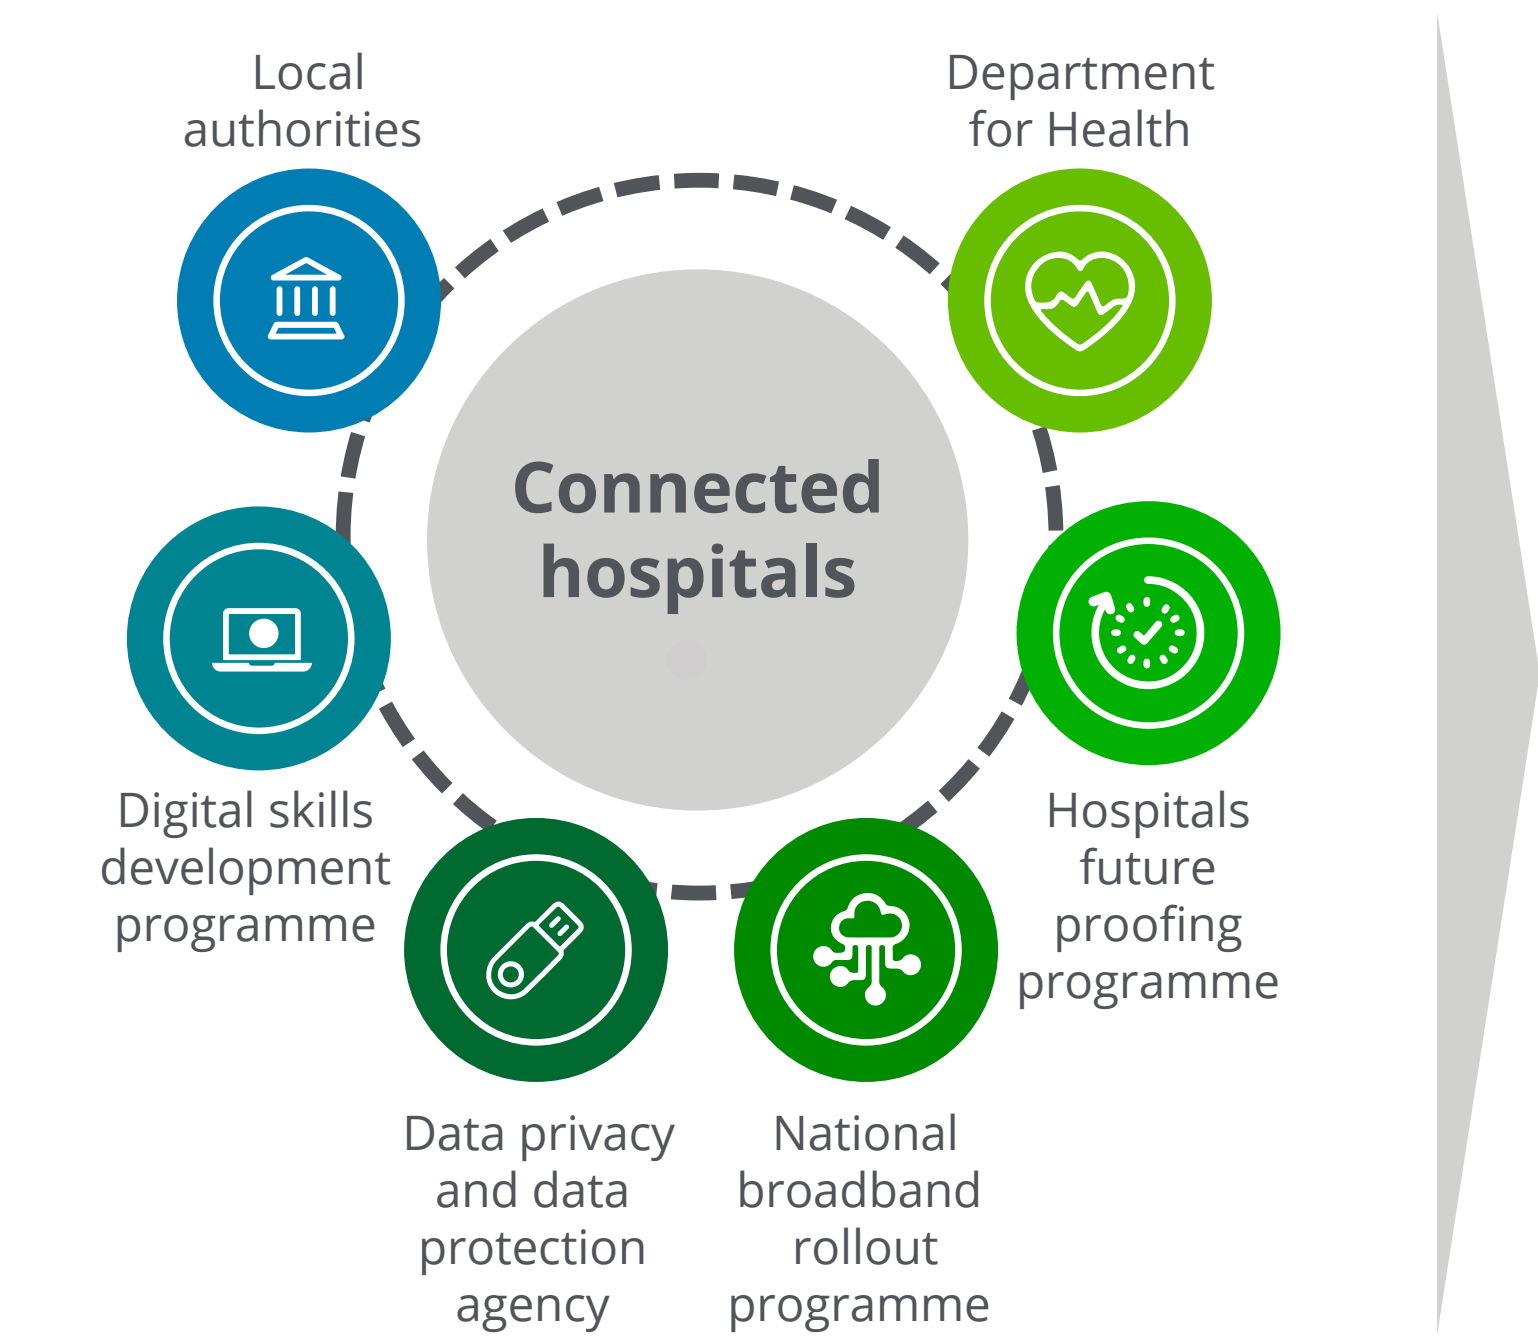 Local
authorities
Department
for Health
Connected
hospitals
Digital skills
development
programme
Hospitals
future
proofing
programme
Data privacy
and data
protection
agency
National
broadband
rollout
programme